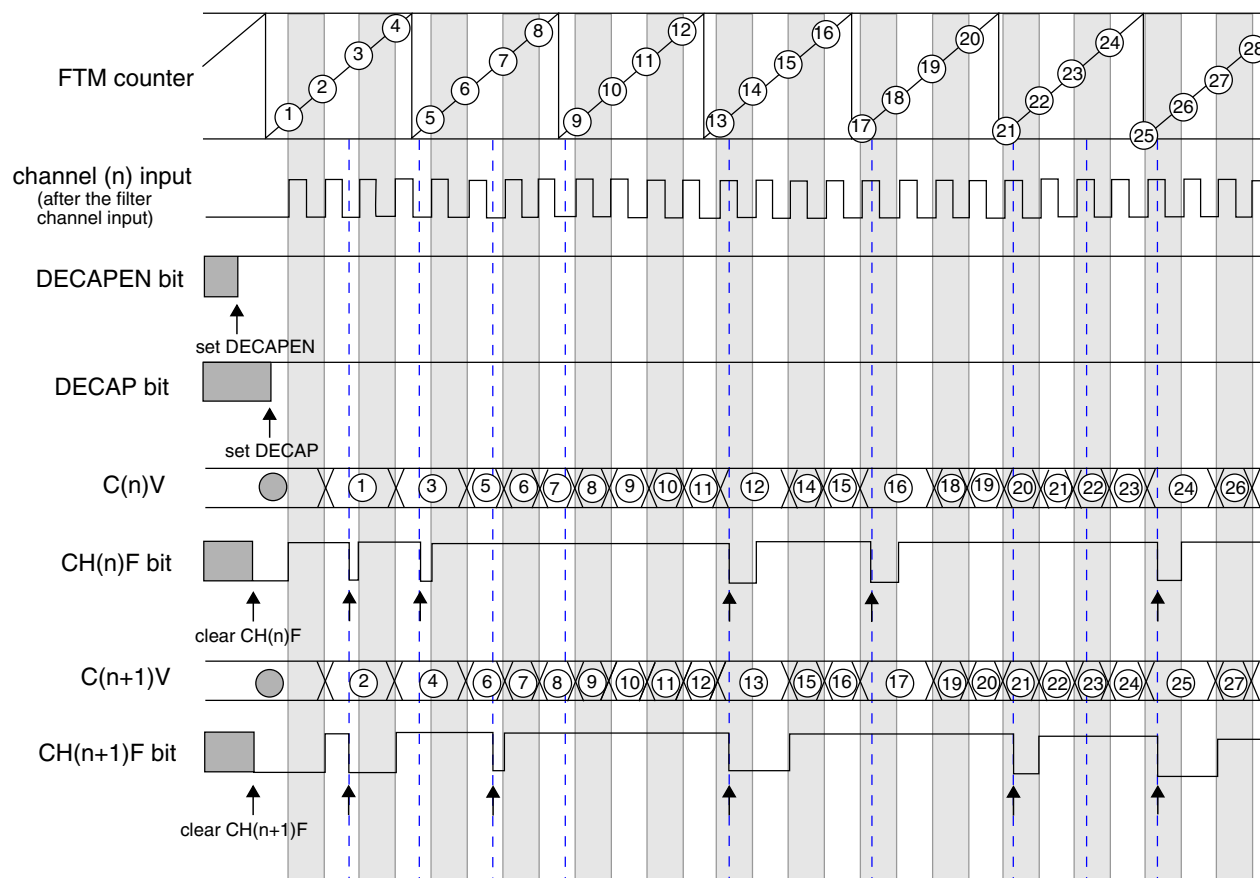 4 8 12 16 20 24 28
3 7 11 15 19 23 27
FTM counter
2 6 10 14 18 22 26
1 5 9 13 17 21 25
channel (n) input
(after the filter
channel input)
DECAPEN bit
set DECAPEN
DECAP bit
set DECAP
C(n)V 1 3 5 6 7 8 9 10 11 12 14 15 16 18 19 20 21 22 23 24 26
CH(n)F bit
clear CH(n)F
C(n+1)V 2 4 6 7 8 9 10 11 12 13 15 16 17 19 20 21 22 23 24 25 27
CH(n+1)F bit
clear CH(n+1)F